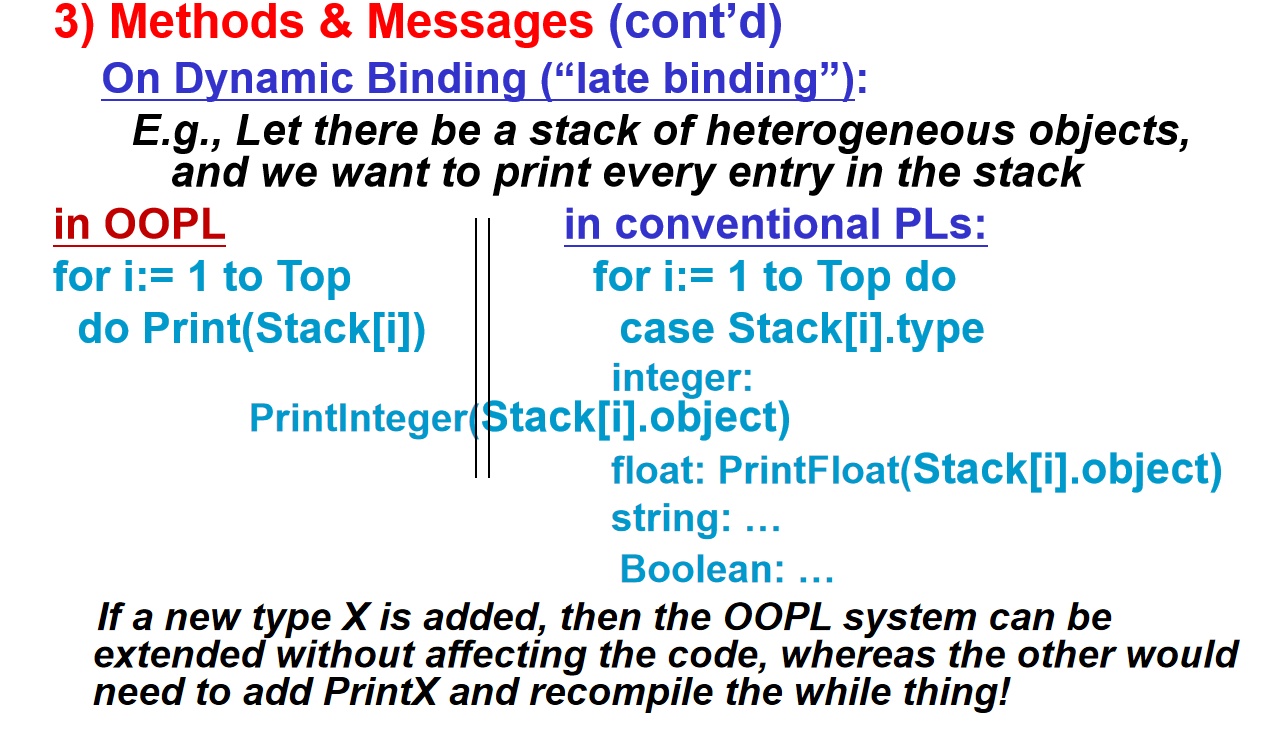 3) Methods & Messages (cont’d)
On Dynamic Binding (“late binding”):
E.g., Let there be a stack of heterogeneous objects,
and we want to print every entry in the stack
in OOPL
for i:= 1 to Top
do Print(Stack[i])
in conventional PLs:
for i:= 1 to Top do
case Stack[i].type
integer:
PrintInteger(Stack[i].object)
float: PrintFloat(Stack[i].object)
string: …
Boolean: …
If a new type X is added, then the OOPL system can be
extended without affecting the code, whereas the other would
need to add PrintX and recompile the while thing!